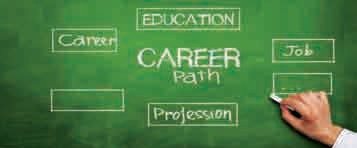 EDUCATION
Career
CAREER
Path
Job
...
Profession